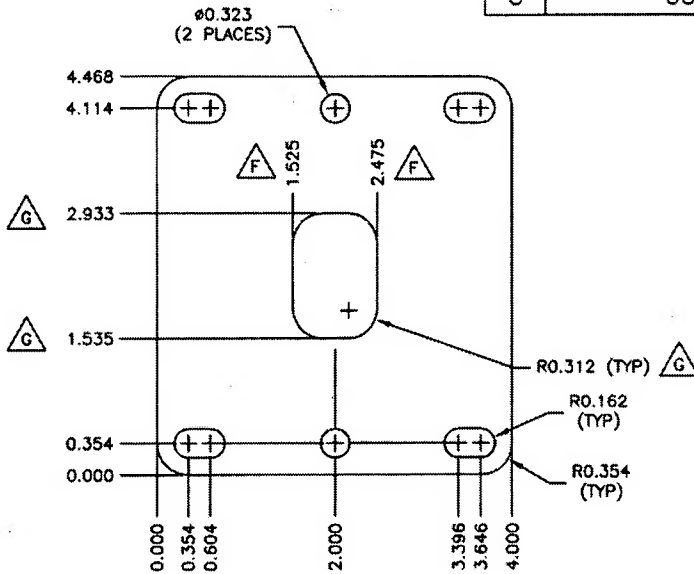 ø0.323
(2 PLACES)
4.468
4.114
F
1.525
2.475
F
G
2.933
G
1.535
R0.312 (TYP)
G
R0.162
(TYP)
0.354
0.000
R0.354
(TYP)
0.000
0.354
0.604
2.000
3.396
3.646
4.000